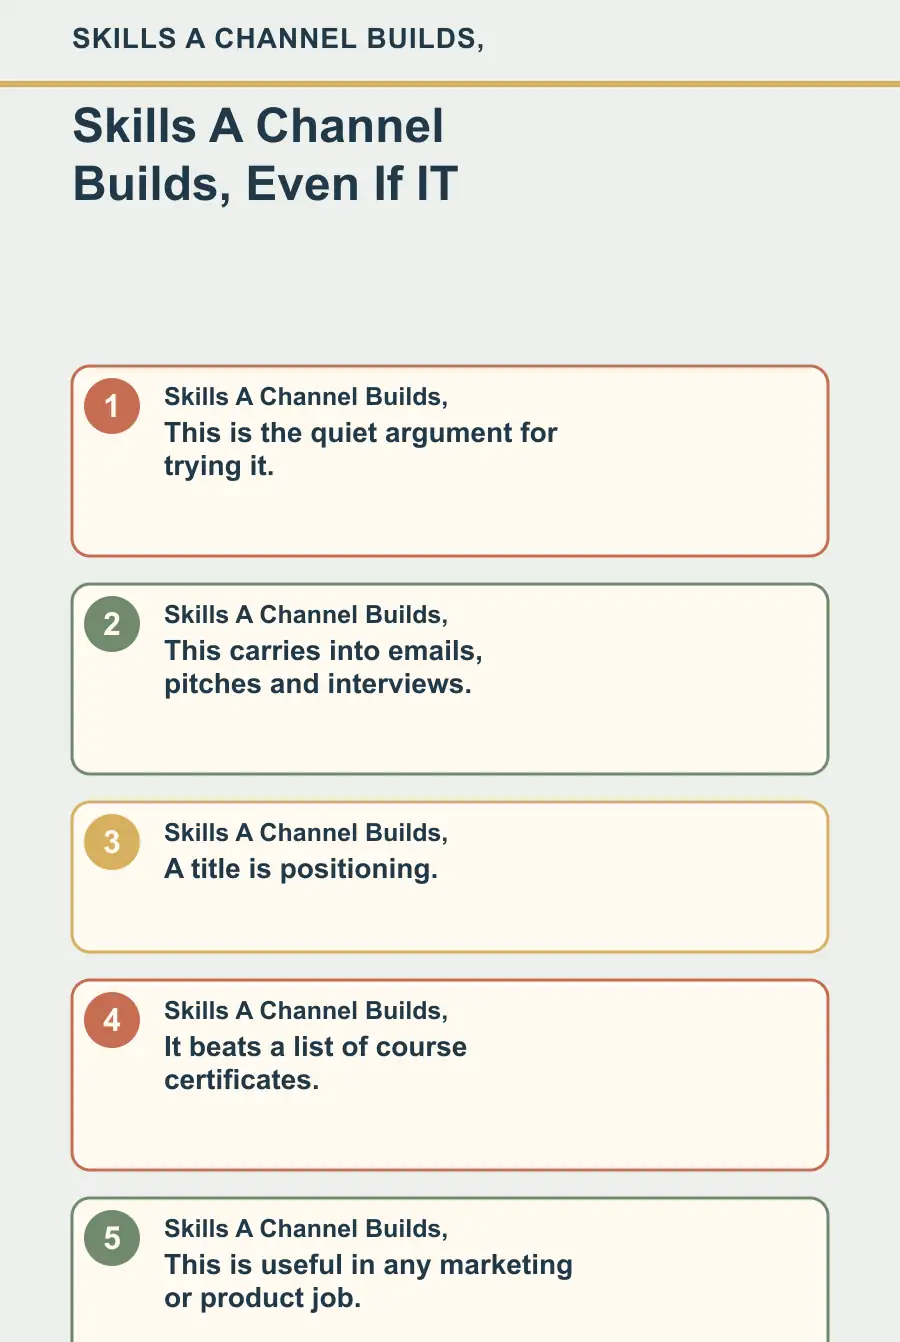 SKILLS A CHANNEL BUILDS,
Skills A Channel
Builds, Even If IT
1
Skills A Channel Builds,
This is the quiet argument for
trying it.
2
Skills A Channel Builds,
This carries into emails,
pitches and interviews.
3
Skills A Channel Builds,
A title is positioning.
4
Skills A Channel Builds,
It beats a list of course
certificates.
5
Skills A Channel Builds,
This is useful in any marketing
or product job.